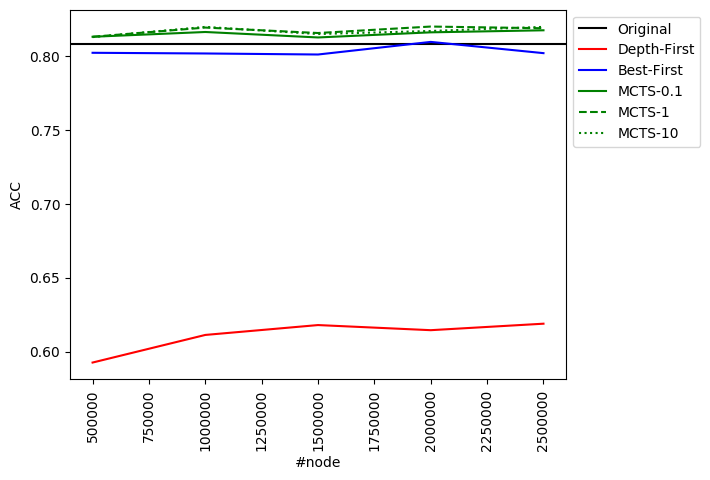 ACC
0.80
0.75
0.70
0.65
0.60
500000
750000
1000000
1250000
1500000
1750000
2000000
2250000
2500000
#node
Original
Depth-First
Best-First
MCTS-0.1
MCTS-1
MCTS-10